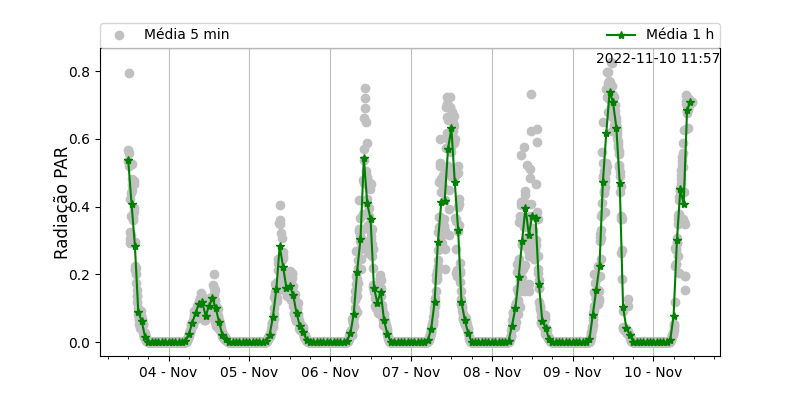 Média 5 min
Média 1 h
2022-11-10 11:57
Radiação PAR
0.8
0.6
0.4
0.2
0.0
04 - Nov
05 - Nov
06 - Nov
07 - Nov
08 - Nov
09 - Nov
10 - Nov